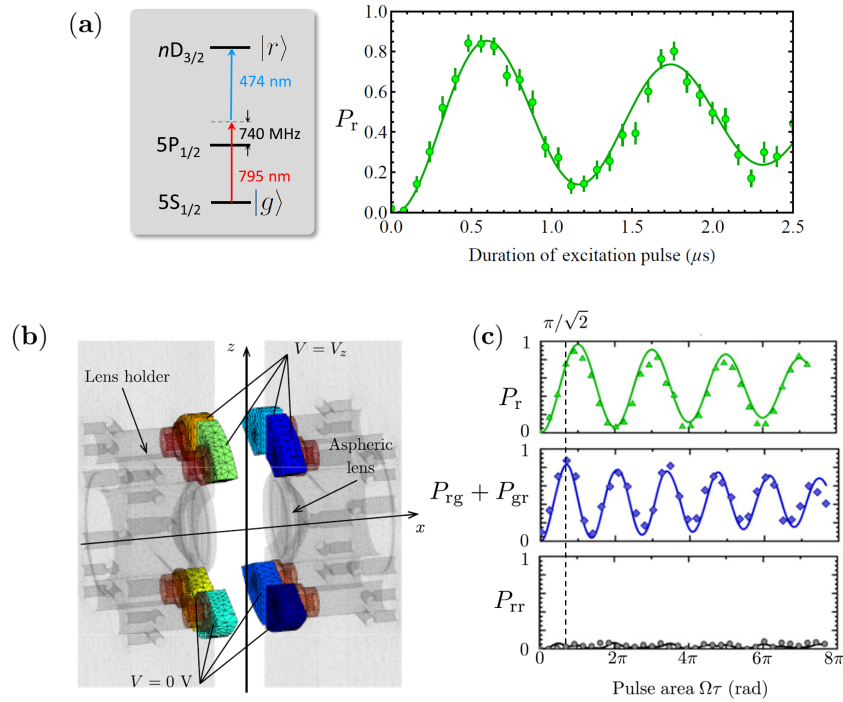 (a)
nD3/2
|r⟩
474 nm
740 MHz
5P1/2
795 nm
5S1/2
|g⟩
Pr
1.0
0.8
0.6
0.4
0.2
0.0
0.0 0.5 1.0 1.5 2.0 2.5
Duration of excitation pulse (μs)
(b)
z
V = Vz
Lens holder
Aspheric
lens
x
V = 0 V
(c)
π/√2
Pr
1
0
Prg + Pgr
1
0
Prr
1
0
0 2π 4π 6π 8π
Pulse area Ωτ (rad)